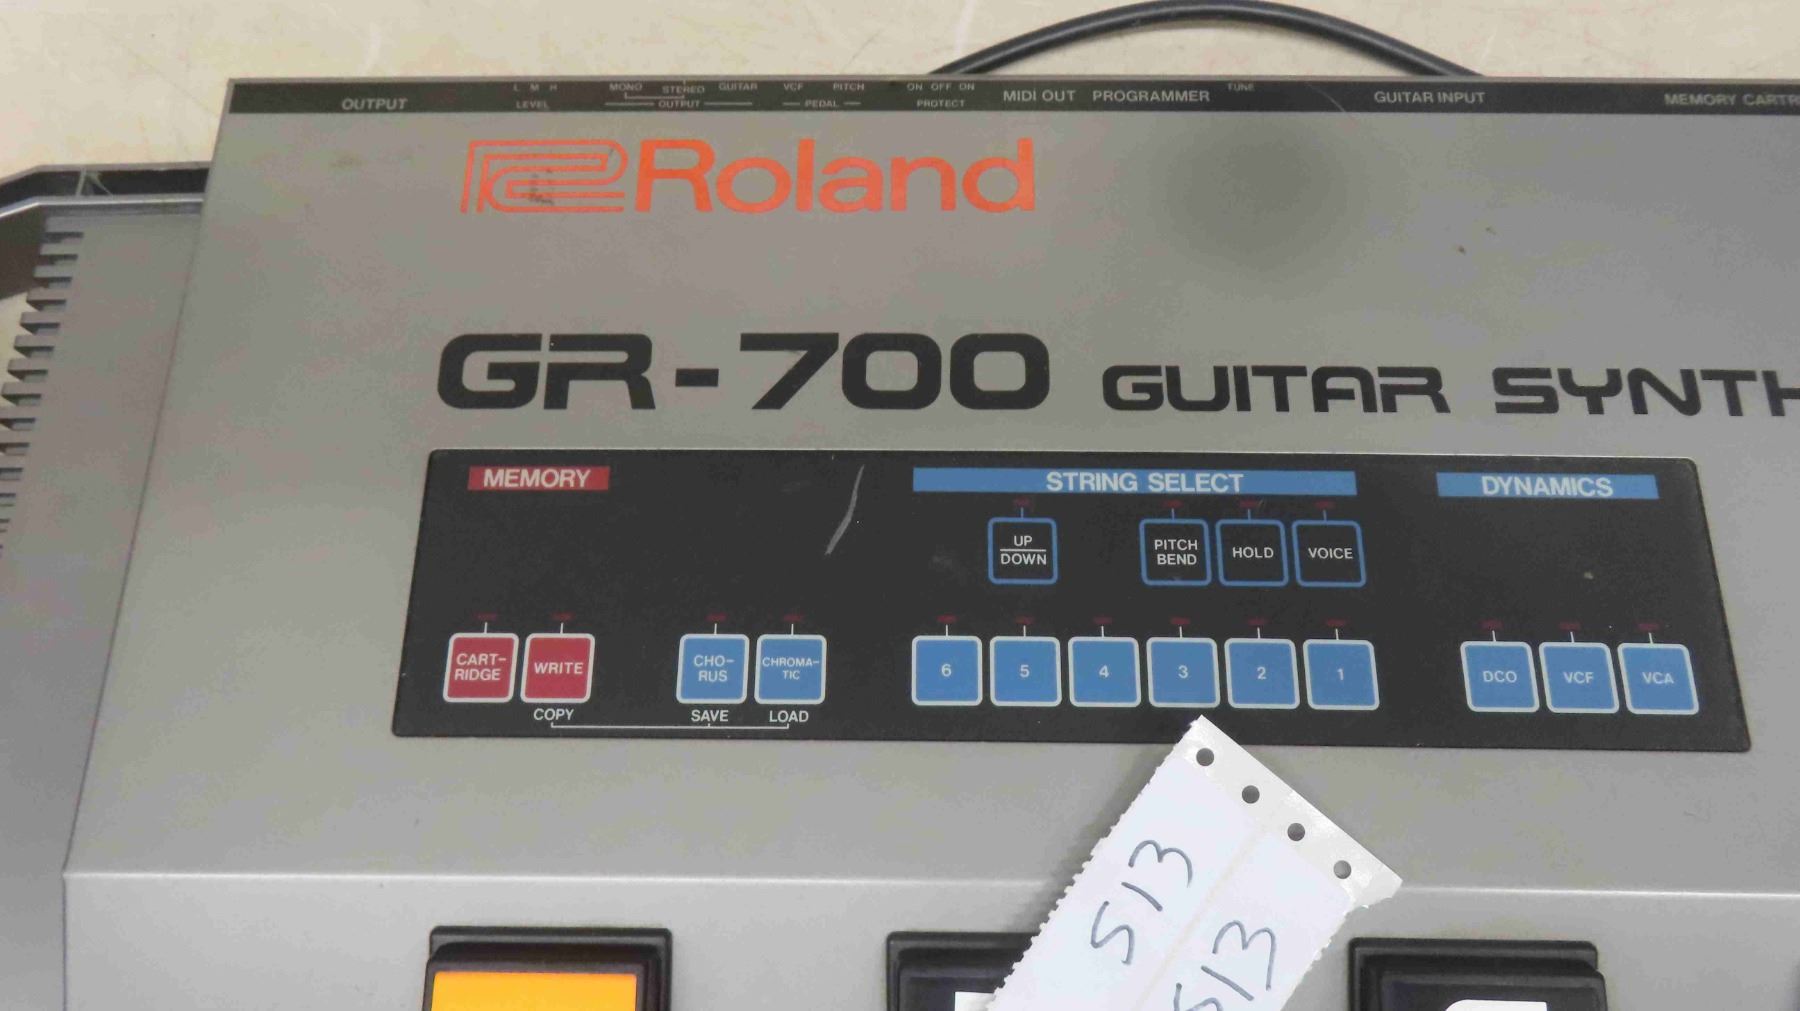 L M H MONO STEREO GUITAR VCF PITCH ON OFF ON TUNE
OUTPUT LEVEL OUTPUT PEDAL PROTECT MIDI OUT PROGRAMMER GUITAR INPUT MEMORY
Roland
GR-700 GUITAR SYNTH
MEMORY STRING SELECT DYNAMICS
UP
DOWN
PITCH
BEND
HOLD
VOICE
CART-
RIDGE
WRITE
CHO-
RUS
CHROMA-
TIC
6 5 4 3 2 1
DCO VCF VCA
COPY SAVE LOAD
513
513